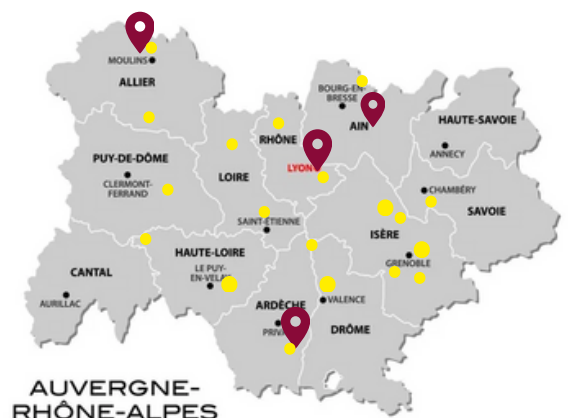 MOULINS
ALLIER
BOURG-EN-
BRESSE
AIN
HAUTE-SAVOIE
RHÔNE
ANNECY
PUY-DE-DÔME
LOIRE
LYON
CLERMONT-
FERRAND
CHAMBÉRY
SAVOIE
SAINT-ÉTIENNE
ISÈRE
HAUTE-LOIRE
GRENOBLE
CANTAL
LE PUY-
EN-VELAY
ARDÈCHE
VALENCE
AURILLAC
DRÔME
AUVERGNE-
RHÔNE-ALPES